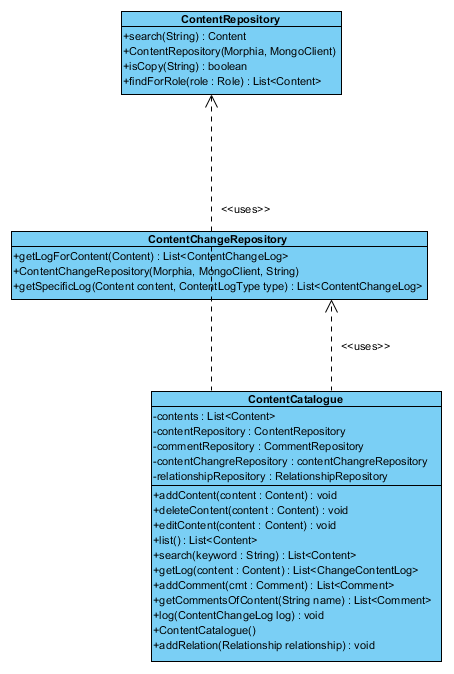 ContentRepository
+search(String) : Content
+ContentRepository(Morphia, MongoClient)
+isCopy(String) : boolean
+findForRole(role : Role) : List<Content>
<<uses>>
ContentChangeRepository
+getLogForContent(Content) : List<ContentChangeLog>
+ContentChangeRepository(Morphia, MongoClient, String)
+getSpecificLog(Content content, ContentLogType type) : List<ContentChangeLog>
<<uses>>
ContentCatalogue
-contents : List<Content>
-contentRepository : ContentRepository
-commentRepository : CommentRepository
-contentChangreRepository : contentChangreRepository
-relationshipRepository : RelationshipRepository
+addContent(content : Content) : void
+deleteContent(content : Content) : void
+editContent(content : Content) : void
+list() : List<Content>
+search(keyword : String) : List<Content>
+getLog(content : Content) : List<ChangeContentLog>
+addComment(cmt : Comment) : List<Comment>
+getCommentsOfContent(String name) : List<Comment>
+log(ContentChangeLog log) : void
+ContentCatalogue()
+addRelation(Relationship relationship) : void